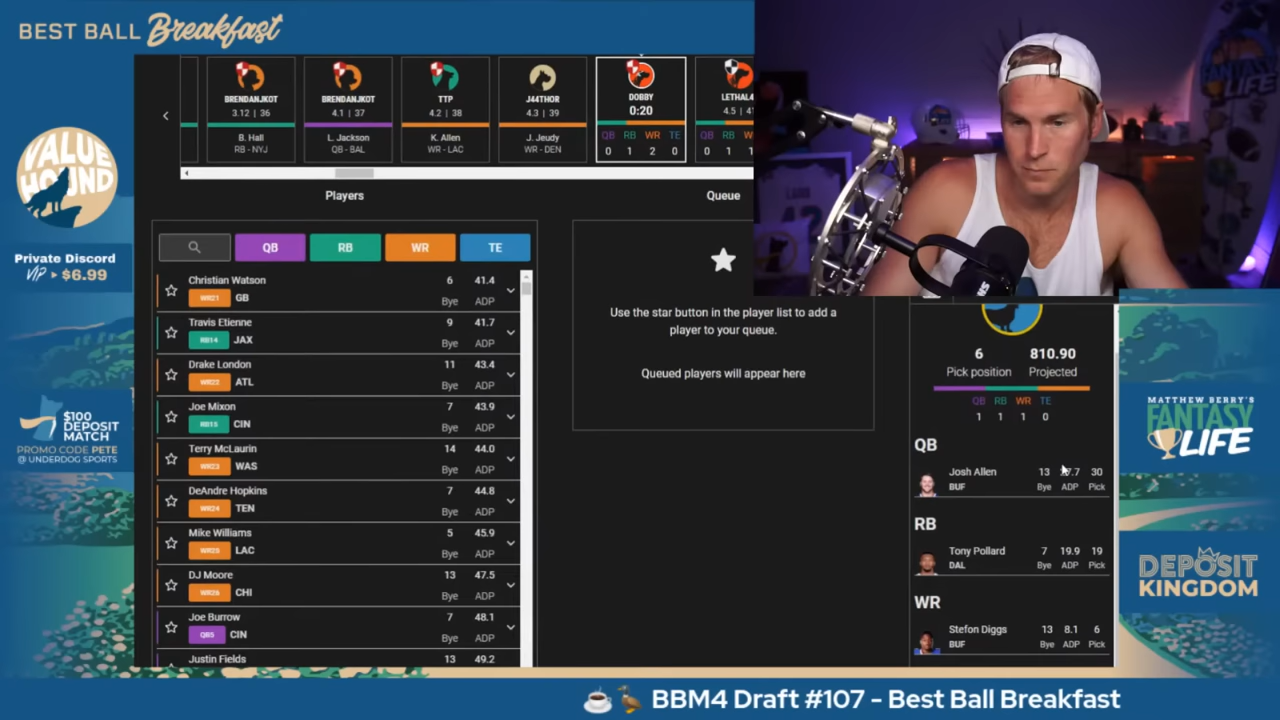 BEST BALL Breakfast
VALUE HOUND
Private Discord
VIP ▸ $6.99
$100 DEPOSIT MATCH
PROMO CODE PETE
@ UNDERDOG SPORTS
BRENDANJKOT
3.12 | 36
B. Hall
RB - NYJ
BRENDANJKOT
4.1 | 37
L. Jackson
QB - BAL
TTP
4.2 | 38
K. Allen
WR - LAC
J44THOR
4.3 | 39
J. Jeudy
WR - DEN
DOBBY
0:20
QB RB WR TE
0 1 2 0
LETHAL4
4.5 | 41
QB RB W
0 1 1
Players
Queue
QB RB WR TE
Christian Watson 6 41.4
WR21 GB Bye ADP
Travis Etienne 9 41.7
RB14 JAX Bye ADP
Drake London 11 43.4
WR22 ATL Bye ADP
Joe Mixon 7 43.9
RB15 CIN Bye ADP
Terry McLaurin 14 44.0
WR23 WAS Bye ADP
DeAndre Hopkins 7 44.8
WR24 TEN Bye ADP
Mike Williams 5 45.9
WR25 LAC Bye ADP
DJ Moore 13 47.5
WR26 CHI Bye ADP
Joe Burrow 7 48.1
QB5 CIN Bye ADP
Justin Fields 13 49.2
Use the star button in the player list to add a
player to your queue.
Queued players will appear here
6 810.90
Pick position Projected
QB RB WR TE
1 1 1 0
QB
Josh Allen 13 30
BUF Bye ADP Pick
RB
Tony Pollard 7 19.9 19
DAL Bye ADP Pick
WR
Stefon Diggs 13 8.1 6
BUF Bye ADP Pick
MATTHEW BERRY'S
FANTASY
LIFE
DEPOSIT
KINGDOM
FANTASY
LIFE
BBM4 Draft #107 - Best Ball Breakfast